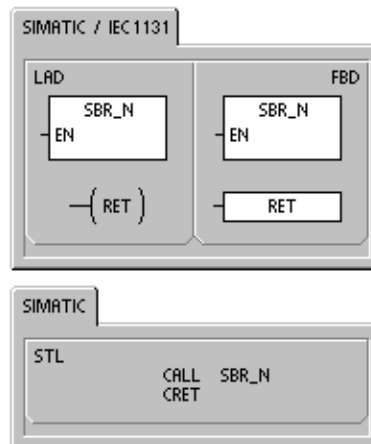 SIMATIC / IEC1131
LAD FBD
SBR_N SBR_N
EN EN
RET RET
SIMATIC
STL
CALL SBR_N
CRET